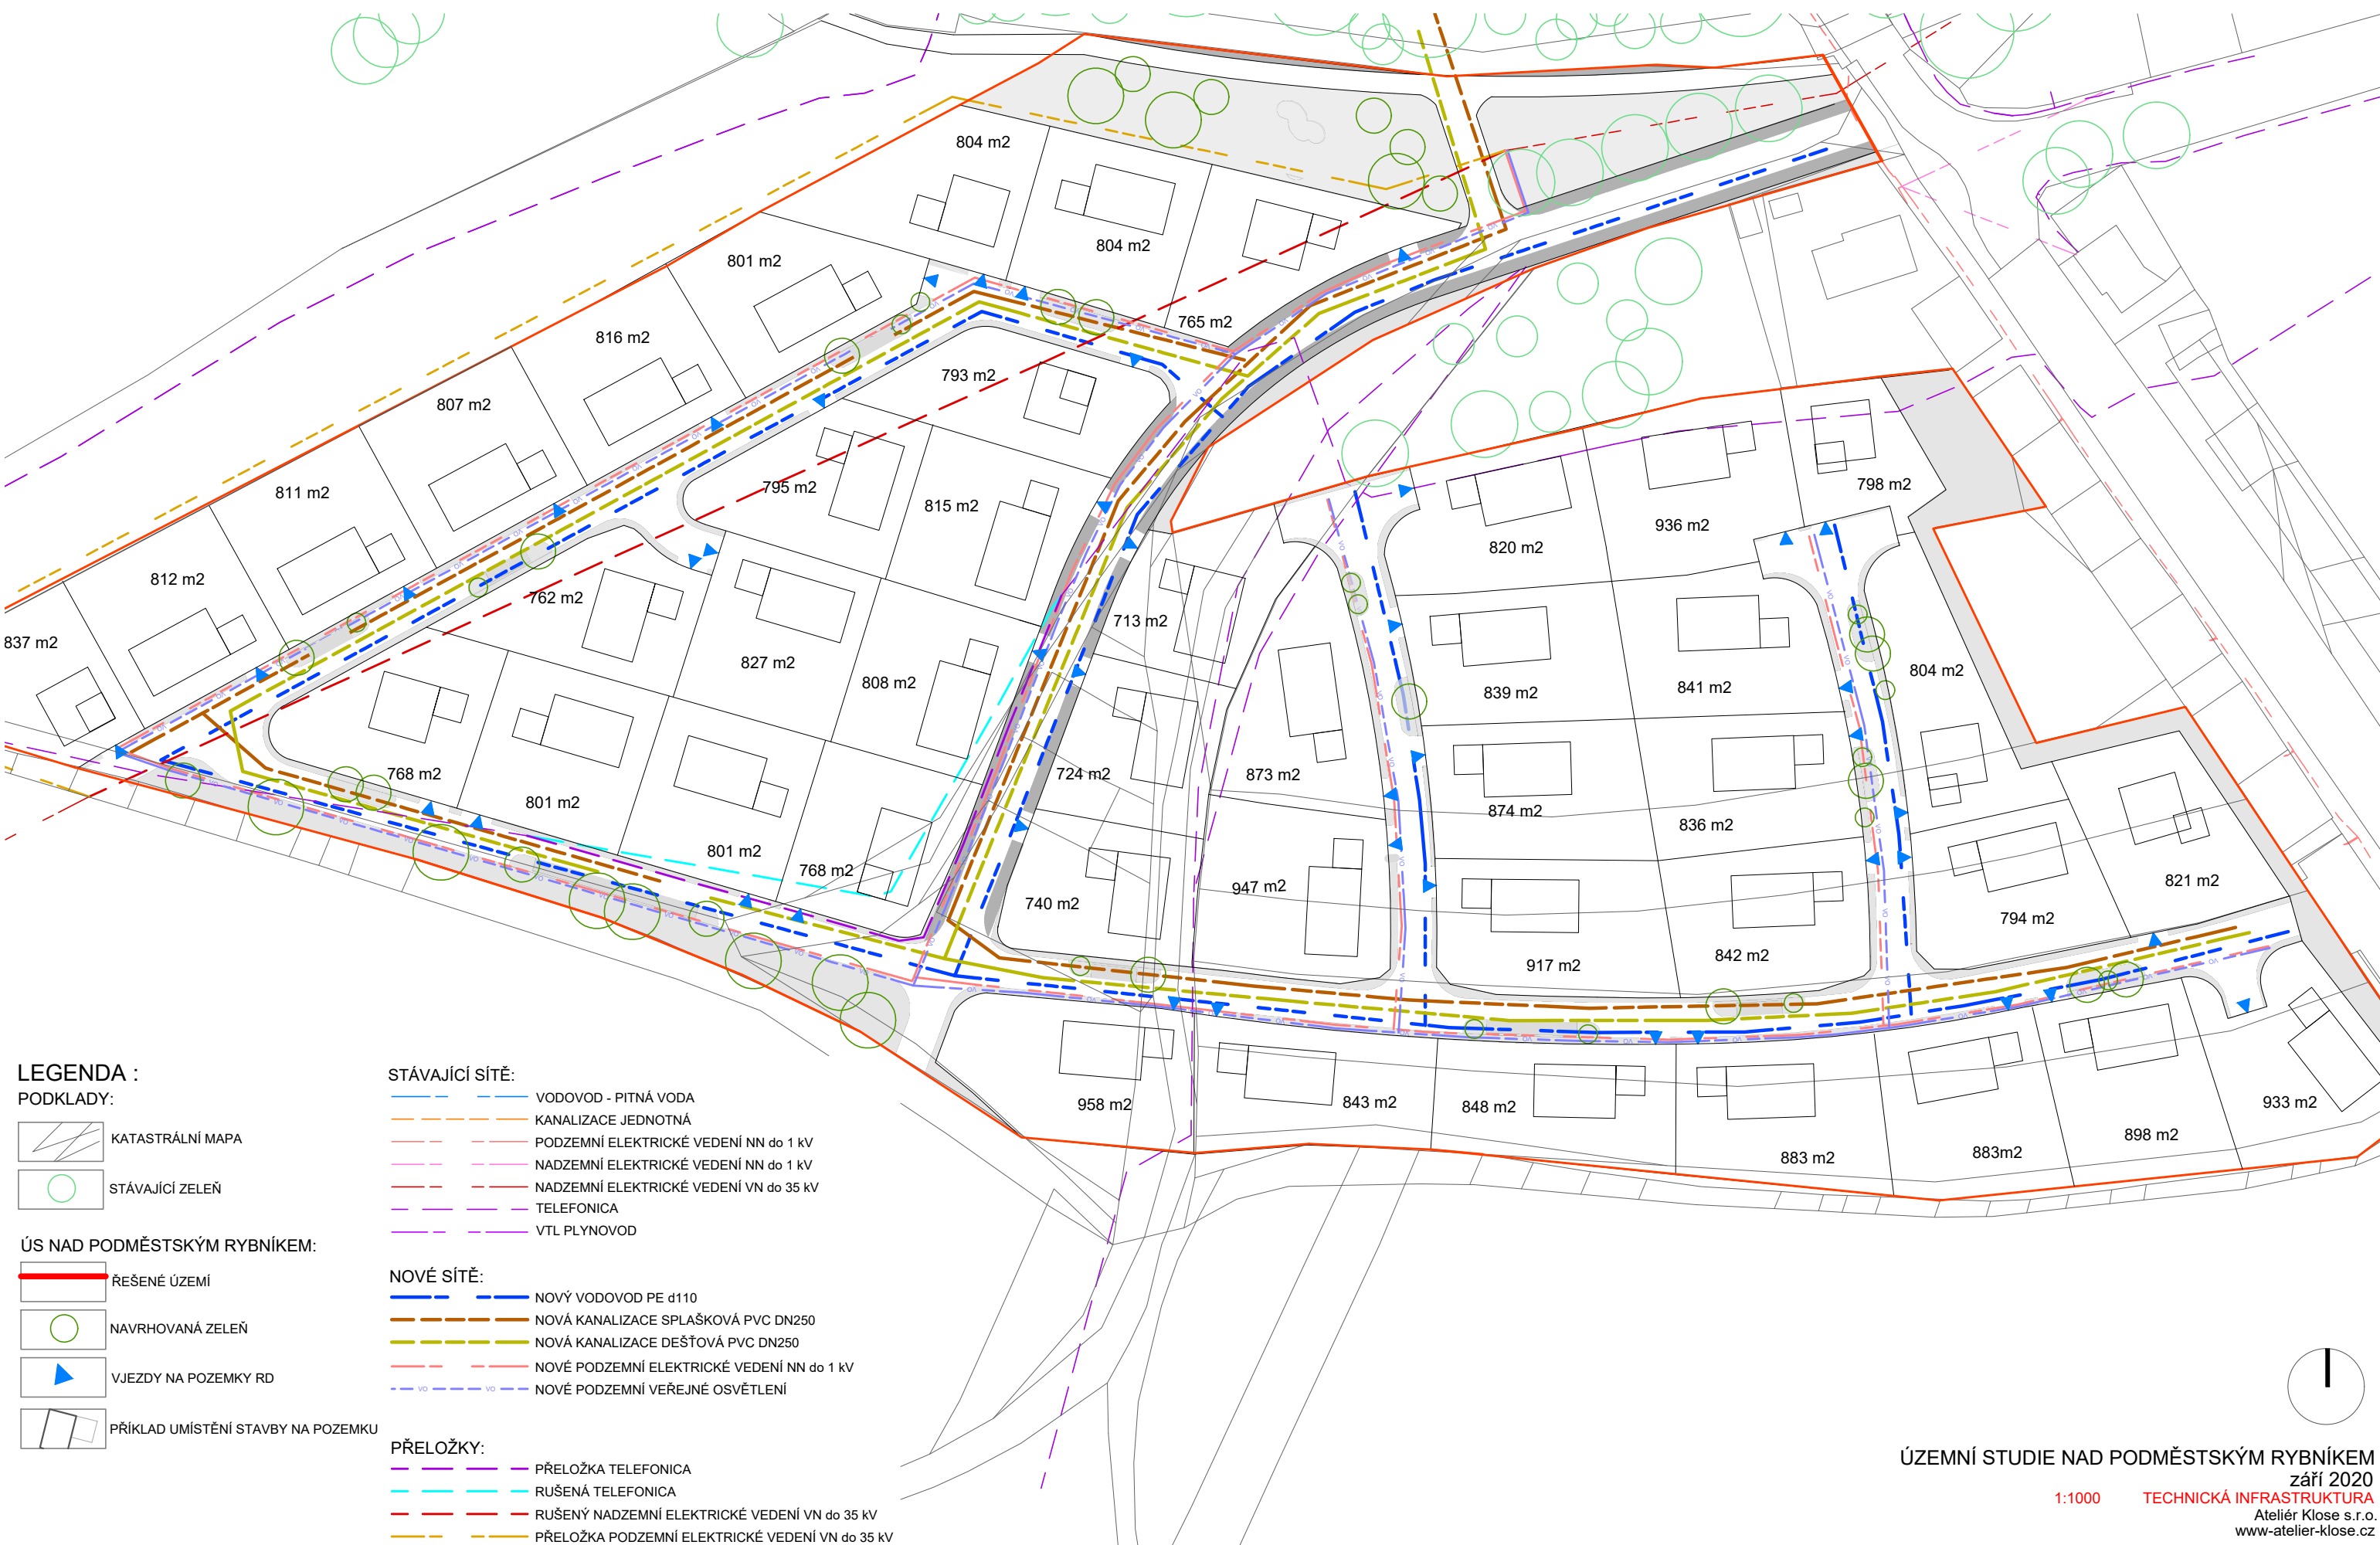 804 m2
804 m2
801 m2
765 m2
816 m2
793 m2
807 m2
811 m2
795 m2
815 m2
798 m2
936 m2
820 m2
812 m2
762 m2
713 m2
837 m2
827 m2
808 m2
839 m2
841 m2
804 m2
768 m2
801 m2
724 m2
873 m2
874 m2
836 m2
801 m2
768 m2
740 m2
947 m2
917 m2
842 m2
794 m2
821 m2
958 m2
843 m2
848 m2
883 m2
883m2
898 m2
933 m2
LEGENDA :
PODKLADY:
KATASTRÁLNÍ MAPA
STÁVAJÍCÍ ZELEŇ
ÚS NAD PODMĚSTSKÝM RYBNÍKEM:
ŘEŠENÉ ÚZEMÍ
NAVRHOVANÁ ZELEŇ
VJEZDY NA POZEMKY RD
PŘÍKLAD UMÍSTĚNÍ STAVBY NA POZEMKU
STÁVAJÍCÍ SÍTĚ:
VODOVOD - PITNÁ VODA
KANALIZACE JEDNOTNÁ
PODZEMNÍ ELEKTRICKÉ VEDENÍ NN do 1 kV
NADZEMNÍ ELEKTRICKÉ VEDENÍ NN do 1 kV
NADZEMNÍ ELEKTRICKÉ VEDENÍ VN do 35 kV
TELEFONICA
VTL PLYNOVOD
NOVÉ SÍTĚ:
NOVÝ VODOVOD PE d110
NOVÁ KANALIZACE SPLAŠKOVÁ PVC DN250
NOVÁ KANALIZACE DEŠŤOVÁ PVC DN250
NOVÉ PODZEMNÍ ELEKTRICKÉ VEDENÍ NN do 1 kV
VO VO NOVÉ PODZEMNÍ VEŘEJNÉ OSVĚTLENÍ
PŘELOŽKY:
PŘELOŽKA TELEFONICA
RUŠENÁ TELEFONICA
RUŠENÝ NADZEMNÍ ELEKTRICKÉ VEDENÍ VN do 35 kV
PŘELOŽKA PODZEMNÍ ELEKTRICKÉ VEDENÍ VN do 35 kV
ÚZEMNÍ STUDIE NAD PODMĚSTSKÝM RYBNÍKEM
září 2020
1:1000 TECHNICKÁ INFRASTRUKTURA
Ateliér Klose s.r.o.
www-atelier-klose.cz